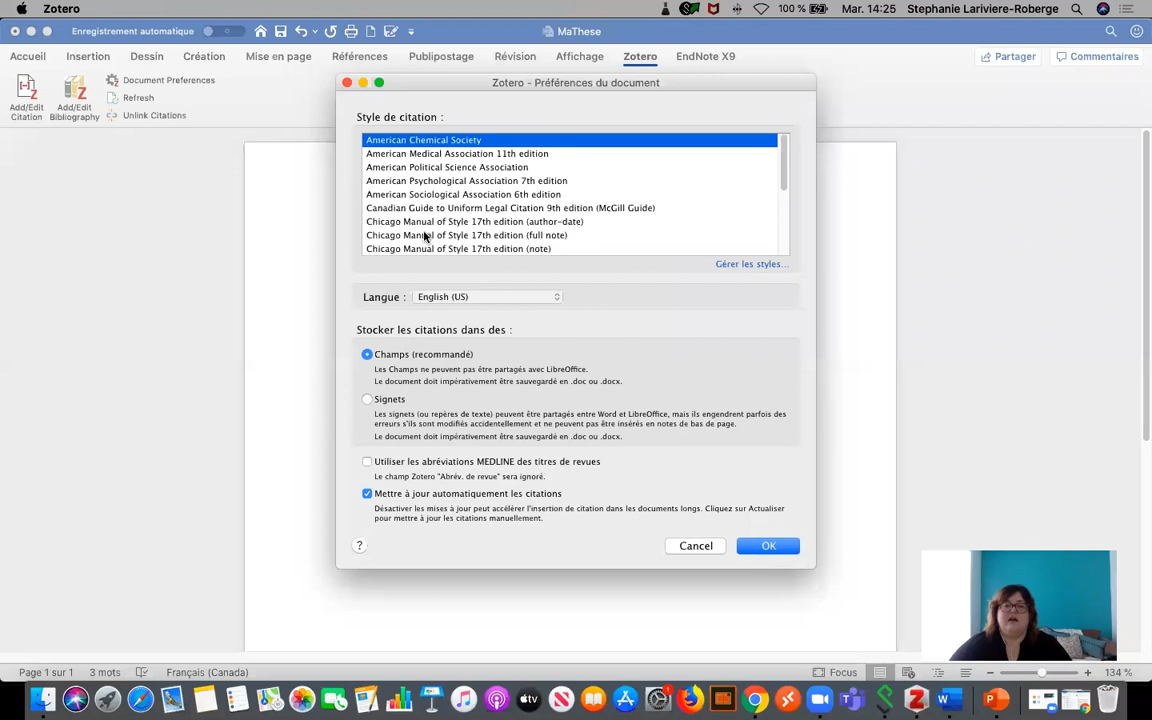 Zotero
100 %
Mar. 14:25
Stephanie Lariviere-Roberge
Enregistrement automatique
MaThese
Accueil
Insertion
Dessin
Création
Mise en page
Références
Publipostage
Révision
Affichage
Zotero
EndNote X9
Partager
Commentaires
Add/Edit Citation
Add/Edit Bibliography
Document Preferences
Refresh
Unlink Citations
Zotero - Préférences du document
Style de citation :
American Chemical Society
American Medical Association 11th edition
American Political Science Association
American Psychological Association 7th edition
American Sociological Association 6th edition
Canadian Guide to Uniform Legal Citation 9th edition (McGill Guide)
Chicago Manual of Style 17th edition (author-date)
Chicago Manual of Style 17th edition (full note)
Chicago Manual of Style 17th edition (note)
Gérer les styles...
Langue : English (US)
Stocker les citations dans des :
Champs (recommandé)
Les Champs ne peuvent pas être partagés avec LibreOffice.
Le document doit impérativement être sauvegardé en .doc ou .docx.
Signets
Les signets (ou repères de texte) peuvent être partagés entre Word et LibreOffice, mais ils engendrent parfois des
erreurs s'ils sont modifiés accidentellement et ne peuvent pas être insérés en notes de bas de page.
Le document doit impérativement être sauvegardé en .doc ou .docx.
Utiliser les abréviations MEDLINE des titres de revues
Le champ Zotero "Abrév. de revue" sera ignoré.
Mettre à jour automatiquement les citations
Désactiver les mises à jour peut accélérer l'insertion de citation dans les documents longs. Cliquez sur Actualiser
pour mettre à jour les citations manuellement.
?
Cancel
OK
Page 1 sur 1
3 mots
Français (Canada)
Focus
134 %